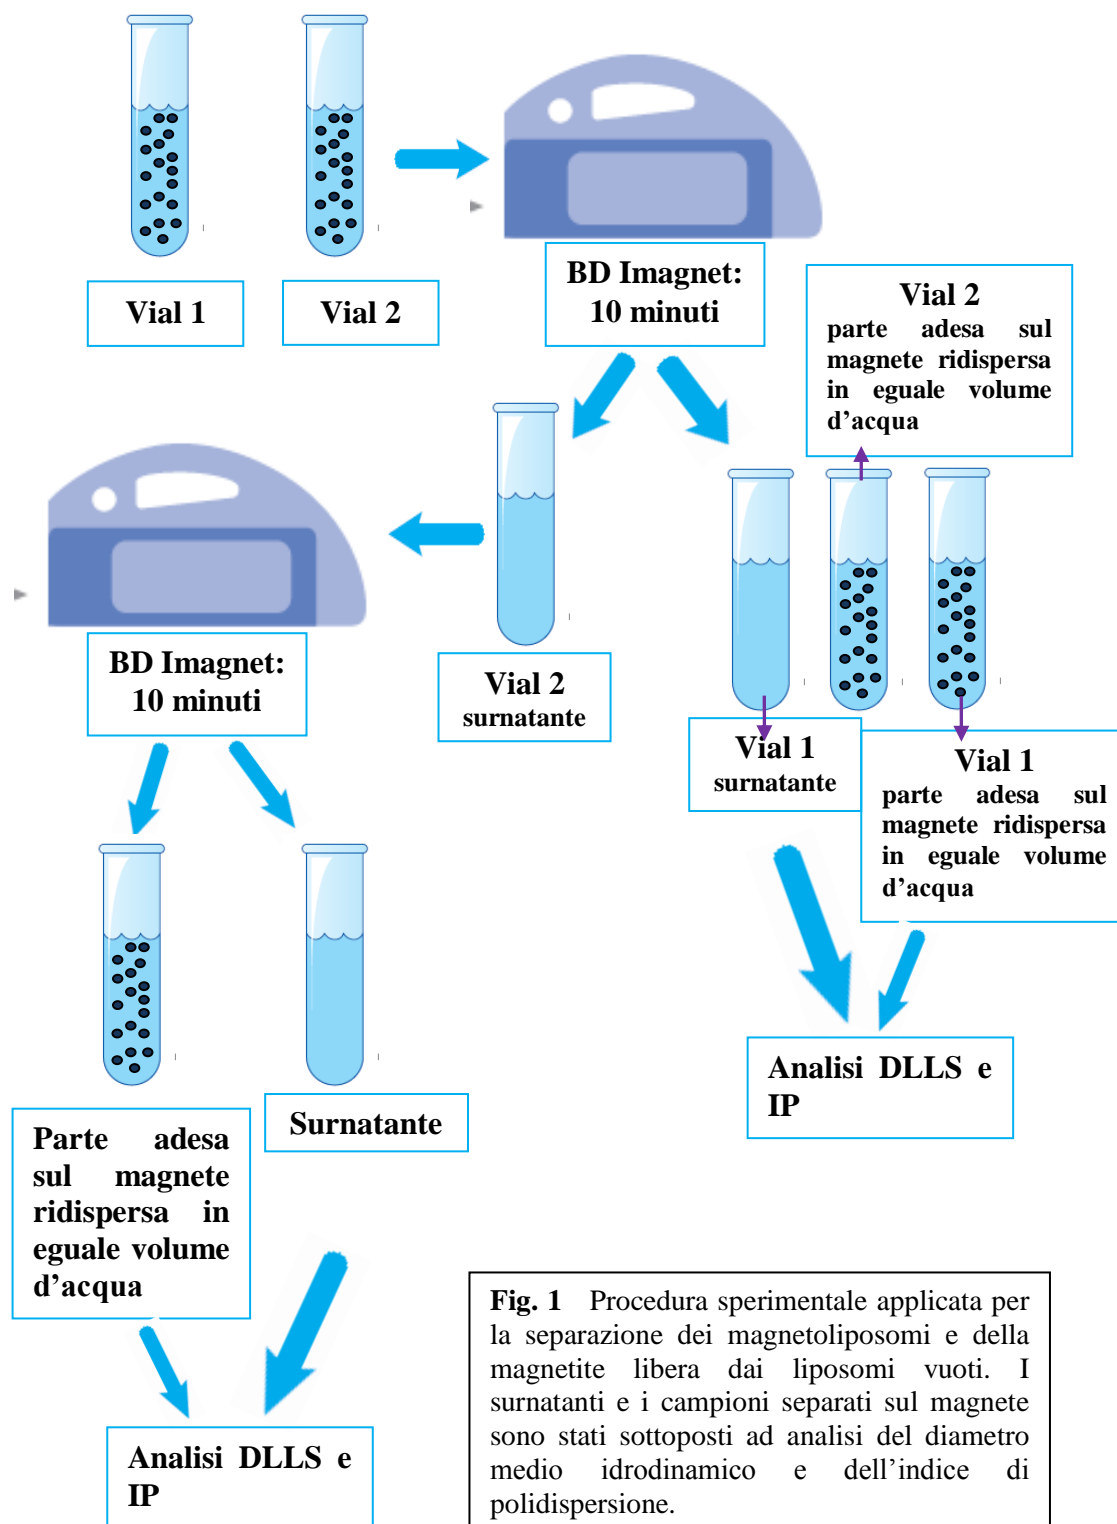 Vial 1
Vial 2
BD Imagnet:
10 minuti
Vial 2
parte adesa sul
magnete ridispersa
in eguale volume
d’acqua
BD Imagnet:
10 minuti
Vial 2
surnatante
Vial 1
surnatante
Vial 1
parte adesa sul
magnete ridispersa
in eguale volume
d’acqua
Analisi DLLS e
IP
Parte adesa
sul magnete
ridispersa in
eguale volume
d’acqua
Surnatante
Analisi DLLS e
IP
Fig. 1 Procedura sperimentale applicata per
la separazione dei magnetoliposomi e della
magnetite libera dai liposomi vuoti. I
surnatanti e i campioni separati sul magnete
sono stati sottoposti ad analisi del diametro
medio idrodinamico e dell’indice di
polidispersione.